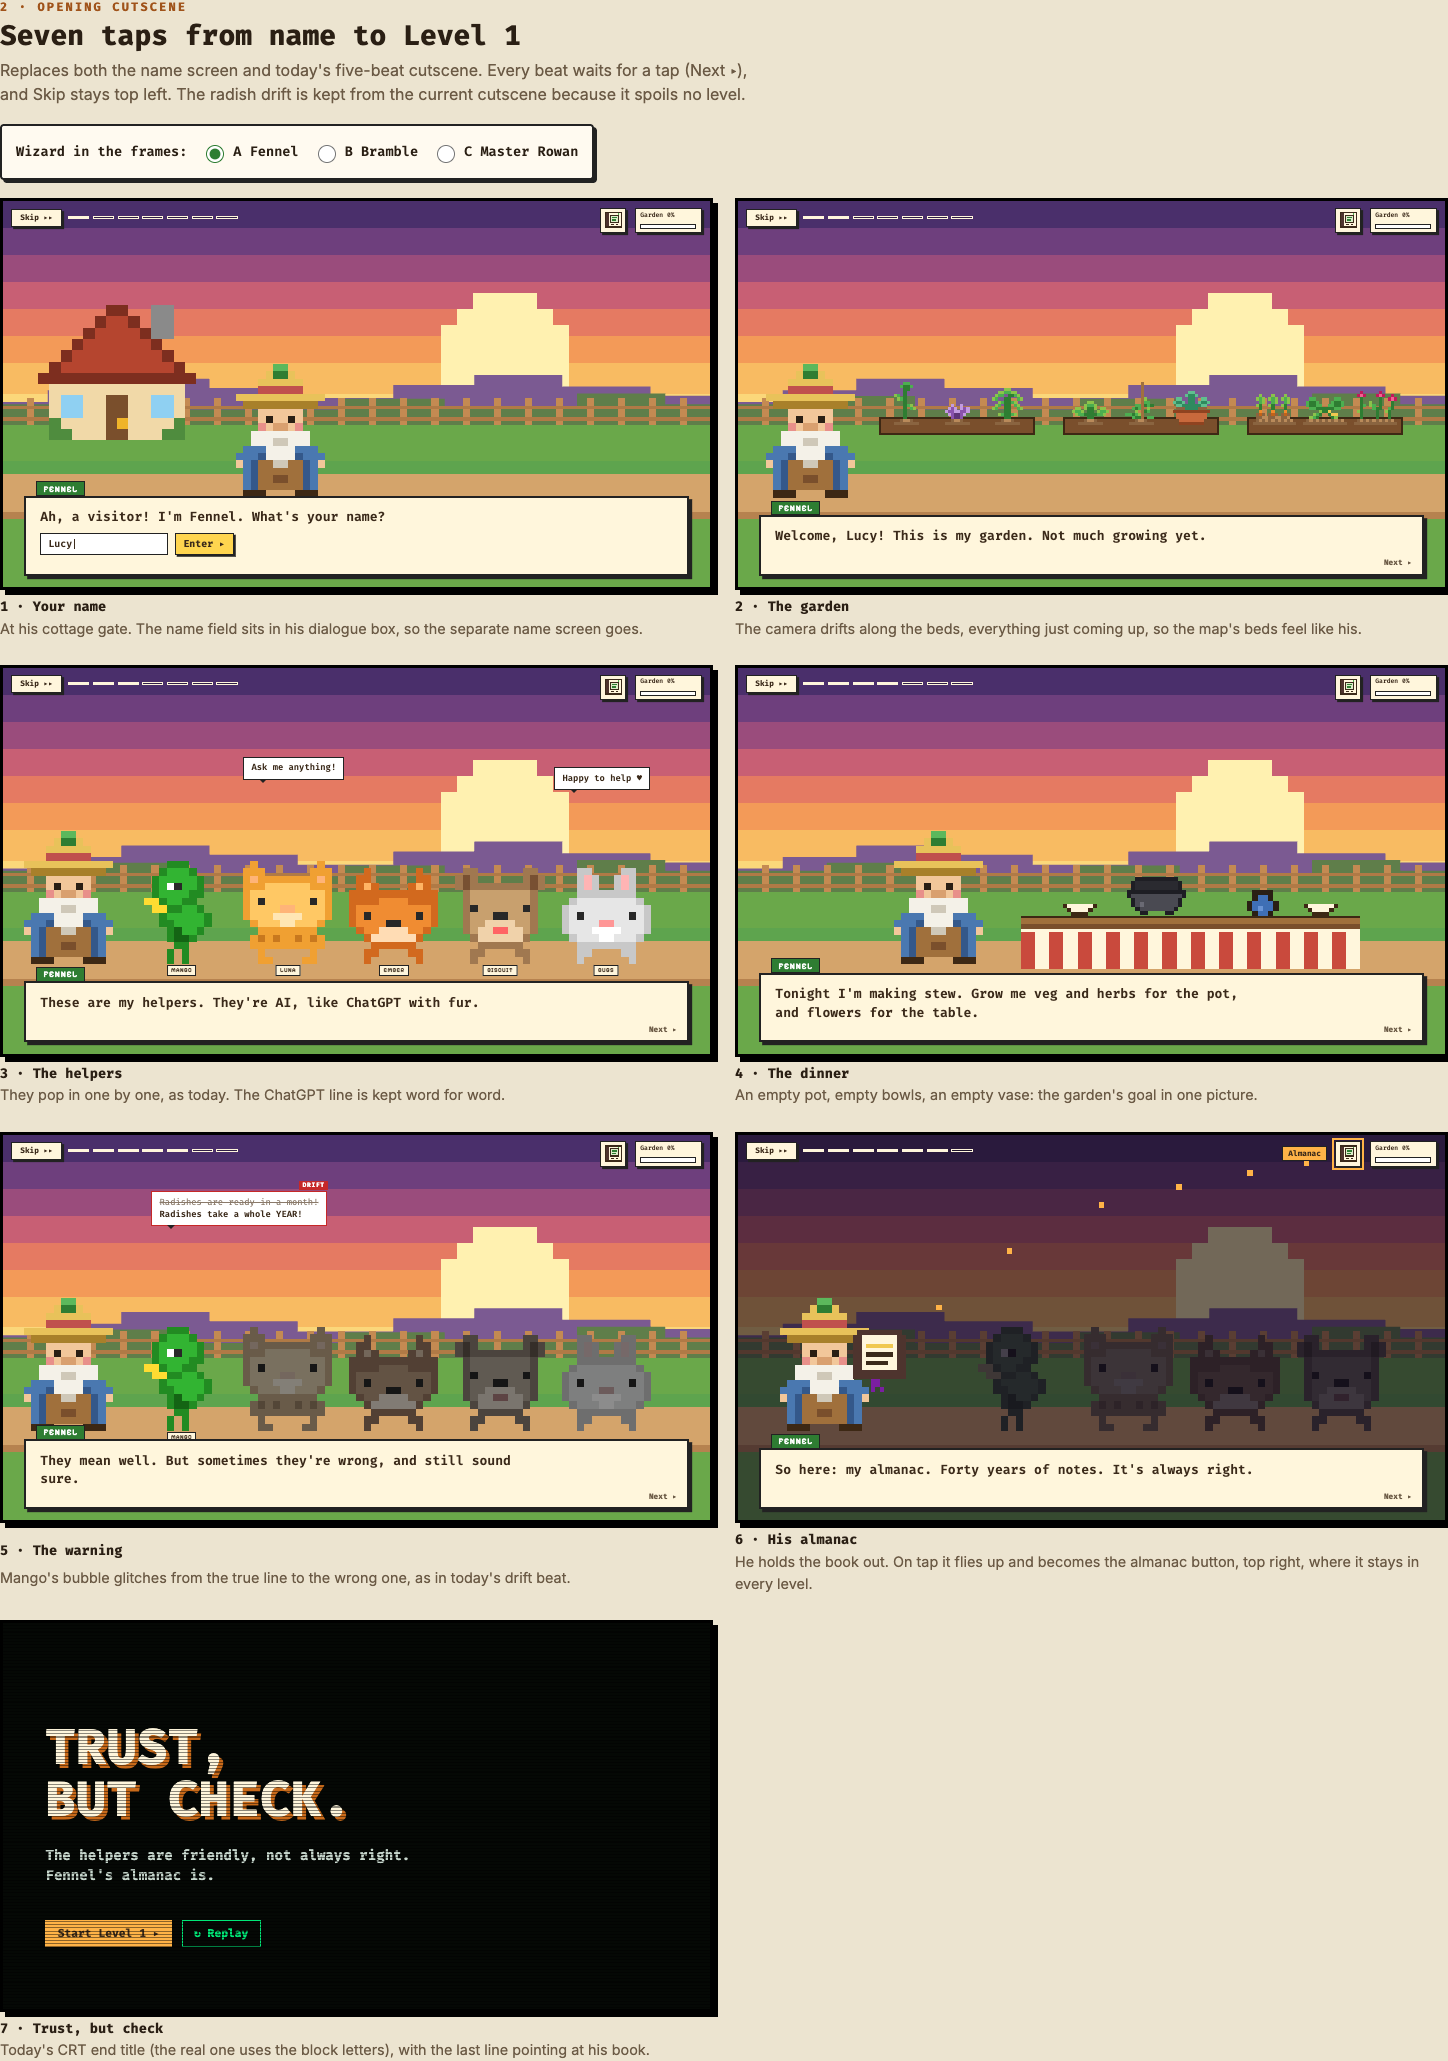 2 · OPENING CUTSCENE
Seven taps from name to Level 1
Replaces both the name screen and today's five-beat cutscene. Every beat waits for a tap (Next ▸),
and Skip stays top left. The radish drift is kept from the current cutscene because it spoils no level.
Wizard in the frames: A Fennel B Bramble C Master Rowan
Skip ▸▸
Garden 0%
FENNEL
Ah, a visitor! I'm Fennel. What's your name?
Lucy|
Enter ▸
1 · Your name
At his cottage gate. The name field sits in his dialogue box, so the separate name screen goes.
Skip ▸▸
Garden 0%
FENNEL
Welcome, Lucy! This is my garden. Not much growing yet.
Next ▸
2 · The garden
The camera drifts along the beds, everything just coming up, so the map's beds feel like his.
Skip ▸▸
Garden 0%
Ask me anything!
Happy to help ♥
MANGO
LUNA
EMBER
BISCUIT
BUBS
FENNEL
These are my helpers. They're AI, like ChatGPT with fur.
Next ▸
3 · The helpers
They pop in one by one, as today. The ChatGPT line is kept word for word.
Skip ▸▸
Garden 0%
FENNEL
Tonight I'm making stew. Grow me veg and herbs for the pot,
and flowers for the table.
Next ▸
4 · The dinner
An empty pot, empty bowls, an empty vase: the garden's goal in one picture.
Skip ▸▸
Garden 0%
DRIFT
Radishes are ready in a month!
Radishes take a whole YEAR!
MANGO
FENNEL
They mean well. But sometimes they're wrong, and still sound
sure.
Next ▸
5 · The warning
Mango's bubble glitches from the true line to the wrong one, as in today's drift beat.
Skip ▸▸
Almanac
Garden 0%
FENNEL
So here: my almanac. Forty years of notes. It's always right.
Next ▸
6 · His almanac
He holds the book out. On tap it flies up and becomes the almanac button, top right, where it stays in
every level.
TRUST,
BUT CHECK.
The helpers are friendly, not always right.
Fennel's almanac is.
Start Level 1 ▸
↻ Replay
7 · Trust, but check
Today's CRT end title (the real one uses the block letters), with the last line pointing at his book.